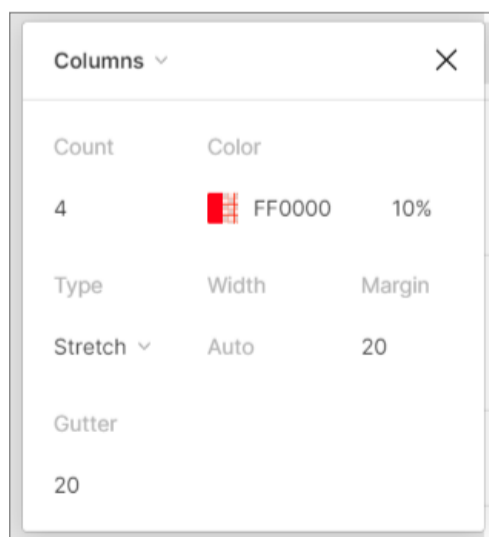 Columns
Count Color
4 FF0000 10%
Type Width Margin
Stretch Auto 20
Gutter
20